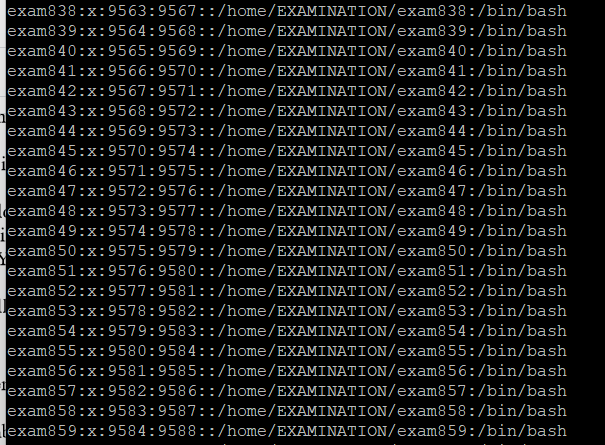 exam838:x:9563:9567::/home/EXAMINATION/exam838:/bin/bash
exam839:x:9564:9568::/home/EXAMINATION/exam839:/bin/bash
exam840:x:9565:9569::/home/EXAMINATION/exam840:/bin/bash
exam841:x:9566:9570::/home/EXAMINATION/exam841:/bin/bash
exam842:x:9567:9571::/home/EXAMINATION/exam842:/bin/bash
exam843:x:9568:9572::/home/EXAMINATION/exam843:/bin/bash
exam844:x:9569:9573::/home/EXAMINATION/exam844:/bin/bash
exam845:x:9570:9574::/home/EXAMINATION/exam845:/bin/bash
exam846:x:9571:9575::/home/EXAMINATION/exam846:/bin/bash
exam847:x:9572:9576::/home/EXAMINATION/exam847:/bin/bash
exam848:x:9573:9577::/home/EXAMINATION/exam848:/bin/bash
exam849:x:9574:9578::/home/EXAMINATION/exam849:/bin/bash
exam850:x:9575:9579::/home/EXAMINATION/exam850:/bin/bash
exam851:x:9576:9580::/home/EXAMINATION/exam851:/bin/bash
exam852:x:9577:9581::/home/EXAMINATION/exam852:/bin/bash
exam853:x:9578:9582::/home/EXAMINATION/exam853:/bin/bash
exam854:x:9579:9583::/home/EXAMINATION/exam854:/bin/bash
exam855:x:9580:9584::/home/EXAMINATION/exam855:/bin/bash
exam856:x:9581:9585::/home/EXAMINATION/exam856:/bin/bash
exam857:x:9582:9586::/home/EXAMINATION/exam857:/bin/bash
exam858:x:9583:9587::/home/EXAMINATION/exam858:/bin/bash
exam859:x:9584:9588::/home/EXAMINATION/exam859:/bin/bash